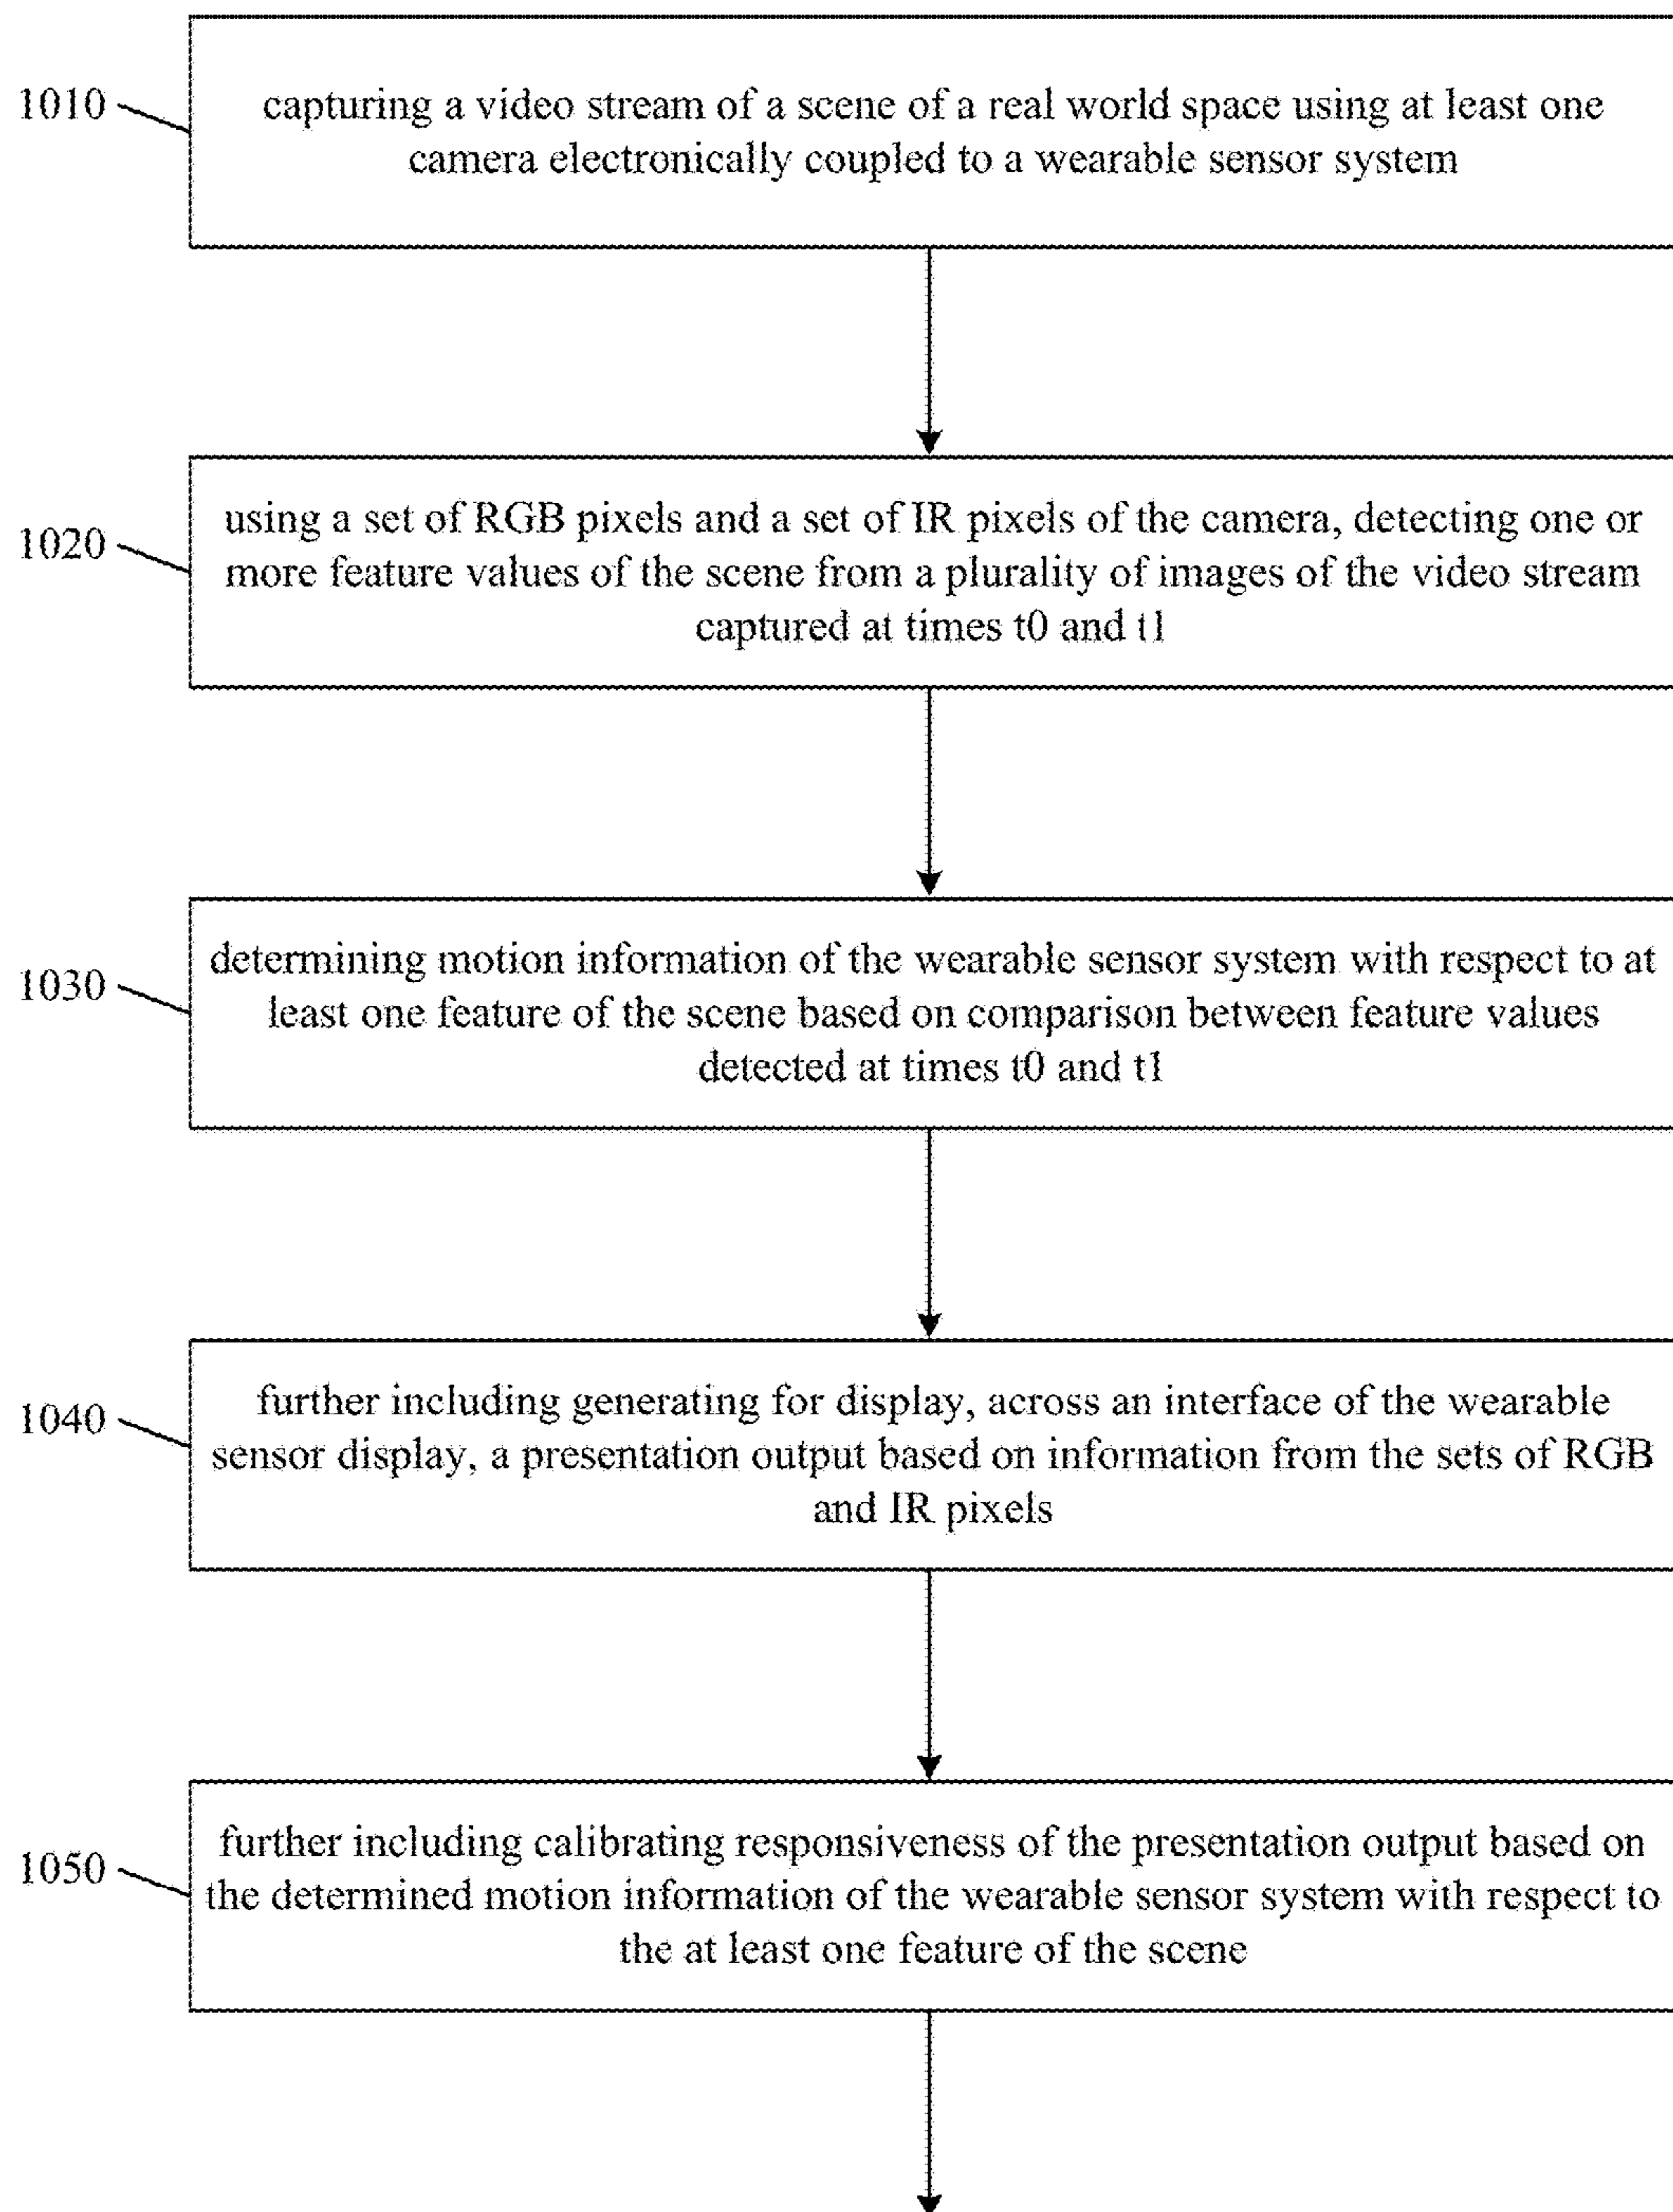 1010
capturing a video stream of a scene of a real world space using at least one
camera electronically coupled to a wearable sensor system
1020
using a set of RGB pixels and a set of IR pixels of the camera, detecting one or
more feature values of the scene from a plurality of images of the video stream
captured at times t0 and t1
1030
determining motion information of the wearable sensor system with respect to at
least one feature of the scene based on comparison between feature values
detected at times t0 and t1
1040
further including generating for display, across an interface of the wearable
sensor display, a presentation output based on information from the sets of RGB
and IR pixels
1050
further including calibrating responsiveness of the presentation output based on
the determined motion information of the wearable sensor system with respect to
the at least one feature of the scene